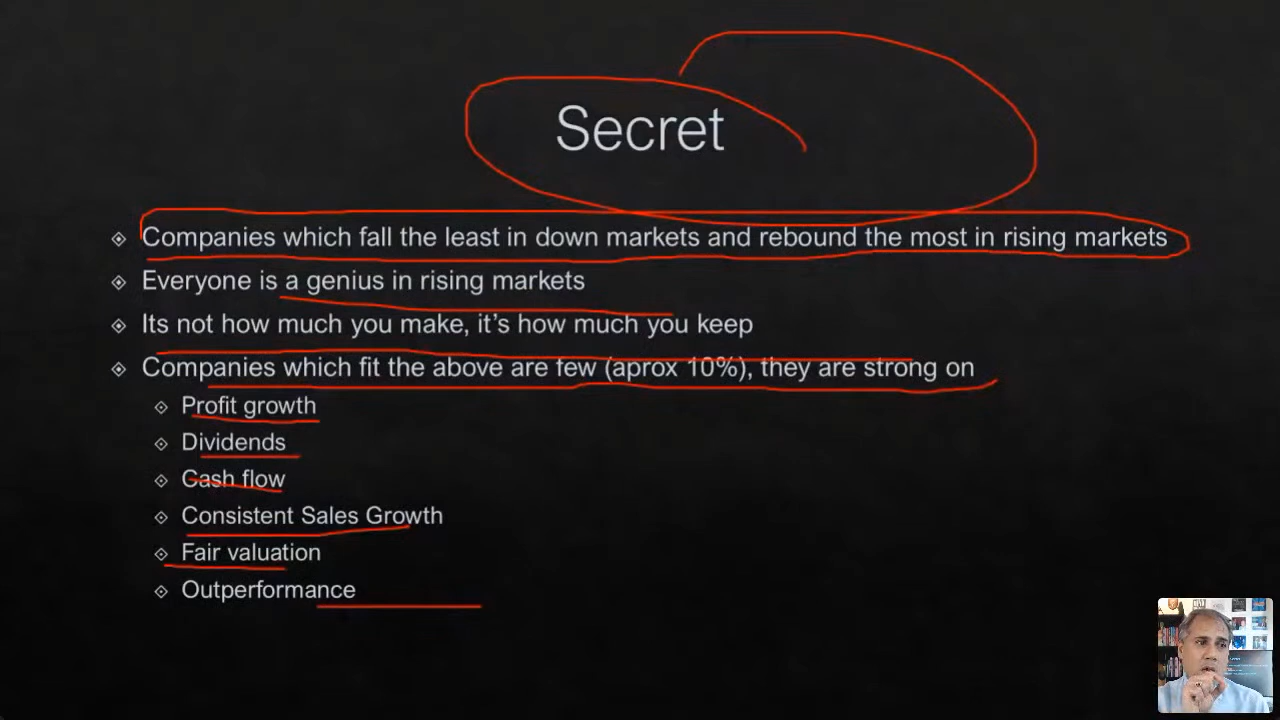 Secret
Companies which fall the least in down markets and rebound the most in rising markets
Everyone is a genius in rising markets
Its not how much you make, it's how much you keep
Companies which fit the above are few (aprox 10%), they are strong on
Profit growth
Dividends
Cash flow
Consistent Sales Growth
Fair valuation
Outperformance